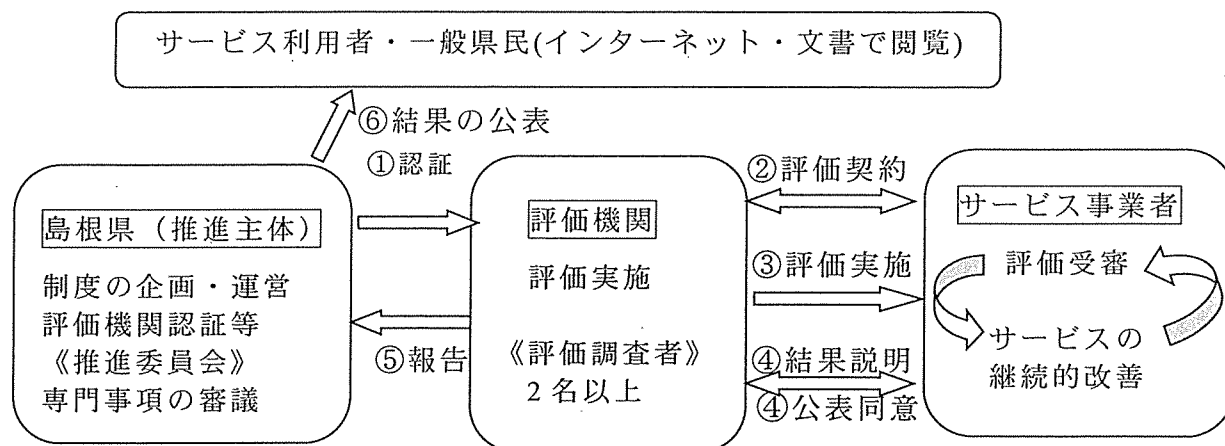 サービス利用者・一般県民(インターネット・文書で閲覧)
⑥結果の公表
①認証
島根県（推進主体）
制度の企画・運営
評価機関認証等
《推進委員会》
専門事項の審議
⑤報告
評価機関
評価実施
《評価調査者》
2名以上
②評価契約
③評価実施
④結果説明
④公表同意
サービス事業者
評価受審
サービスの
継続的改善